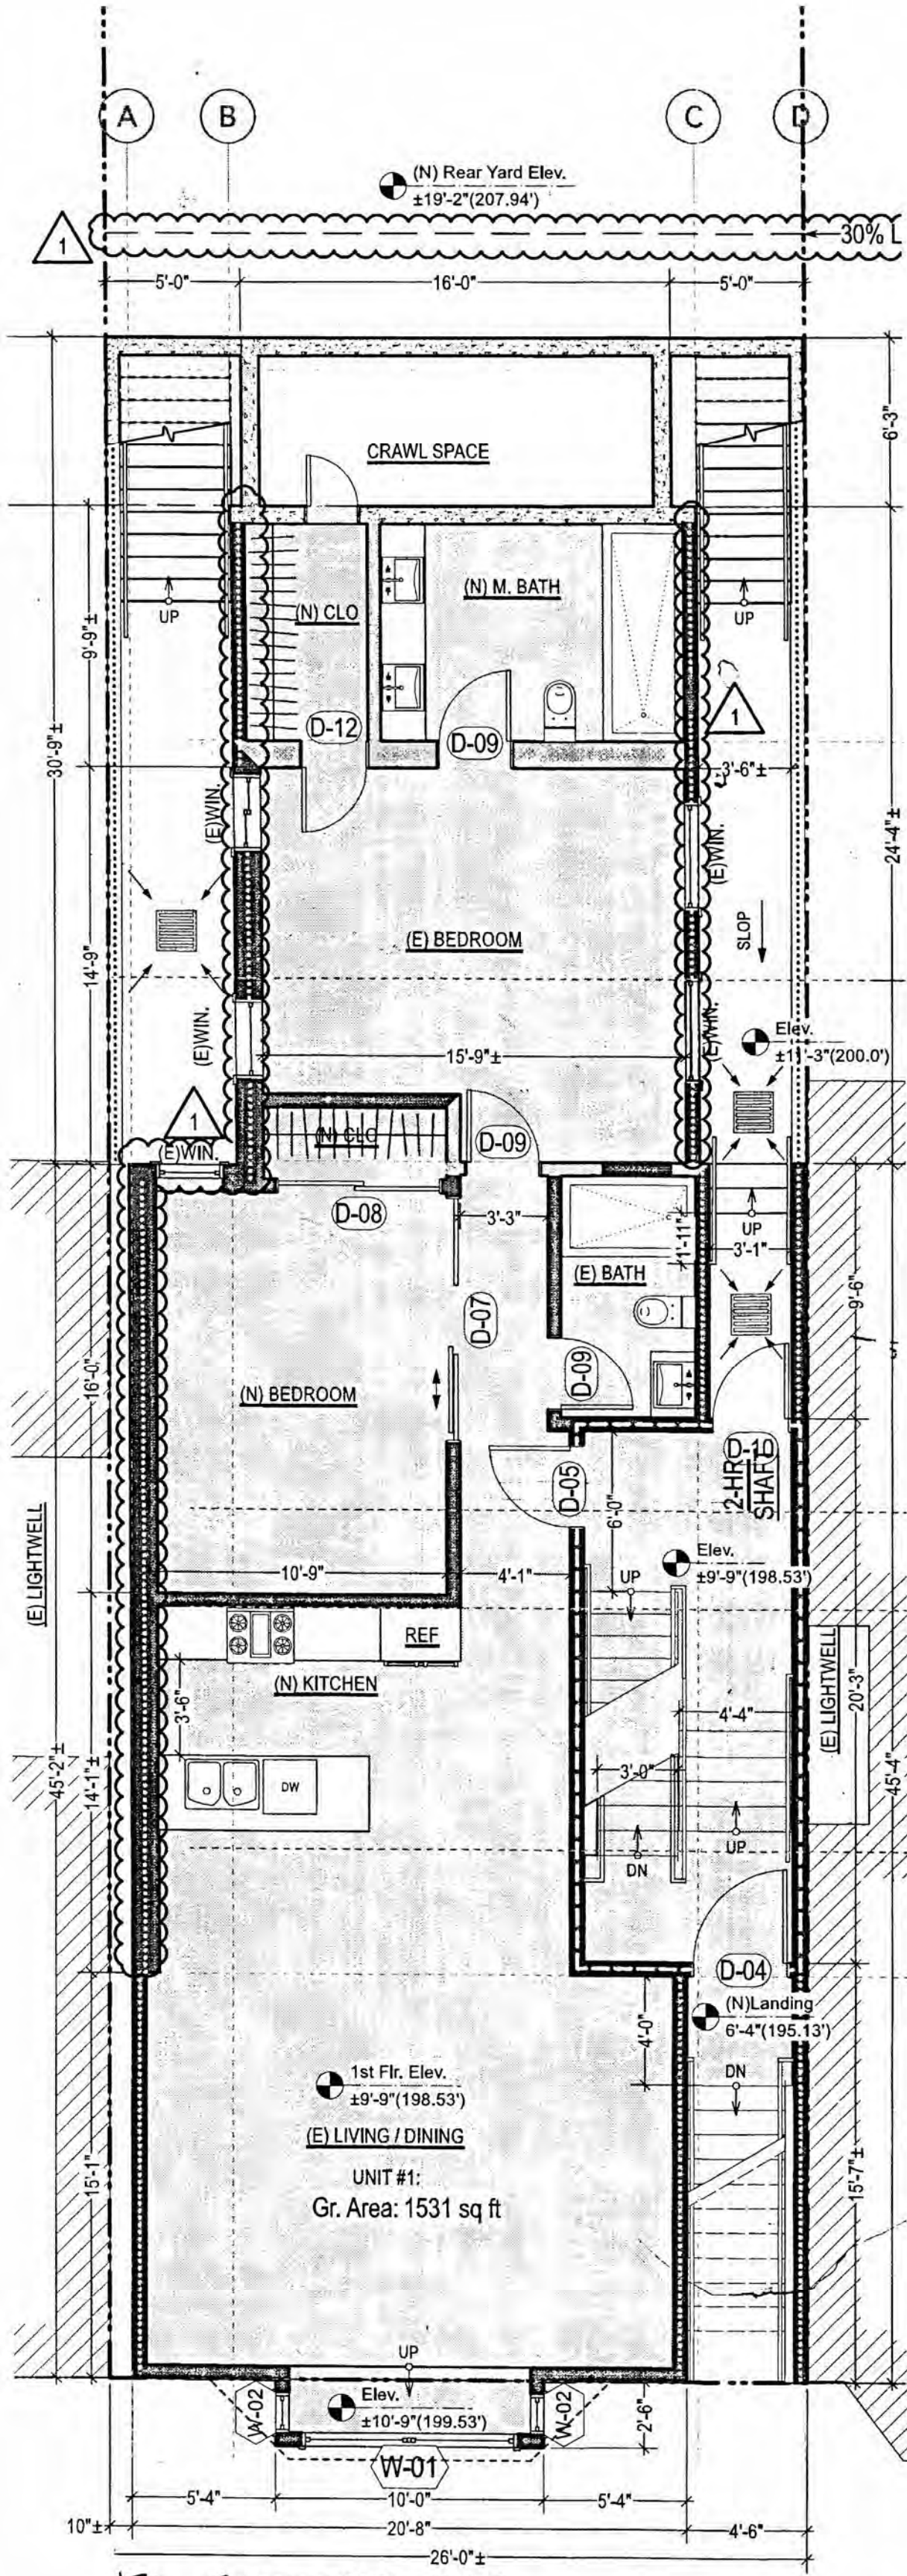 A
B
C
D
(N) Rear Yard Elev.
±19'-2"(207.94')
1
30% L
5'-0"
16'-0"
5'-0"
6'-3"
CRAWL SPACE
(N) CLO
(N) M. BATH
UP
UP
9'-9"±
30'-9"±
D-12
D-09
1
3'-6"±
24'-4"±
(E)WIN.
(E)WIN.
(E) BEDROOM
SLOP
14'-9"
(E)WIN.
(E)WIN.
Elev.
±11'-3"(200.0')
15'-9"±
1
(E)WIN.
(N) CLO
D-09
D-08
3'-3"
1'-11"
UP
3'-1"
(E) BATH
9'-6"
D-07
D-09
16'-0"
(N) BEDROOM
D-10
2-HR
SHAFT
D-05
6'-0"
(E) LIGHTWELL
Elev.
±9'-9"(198.53')
10'-9"
4'-1"
UP
REF
(N) KITCHEN
3'-6"
4'-4"
(E) LIGHTWELL
20'-3"
DW
3'-0"
45'-2"±
14'-1"±
45'-4"±
UP
DN
D-04
(N)Landing
6'-4"(195.13')
4'-0"
DN
1st Flr. Elev.
±9'-9"(198.53')
(E) LIVING / DINING
UNIT #1:
Gr. Area: 1531 sq ft
15'-1"
15'-7"±
UP
Elev.
±10'-9"(199.53')
W-02
W-02
2'-6"
W-01
5'-4"
10'-0"
5'-4"
10"±
20'-8"
4'-6"
26'-0"±